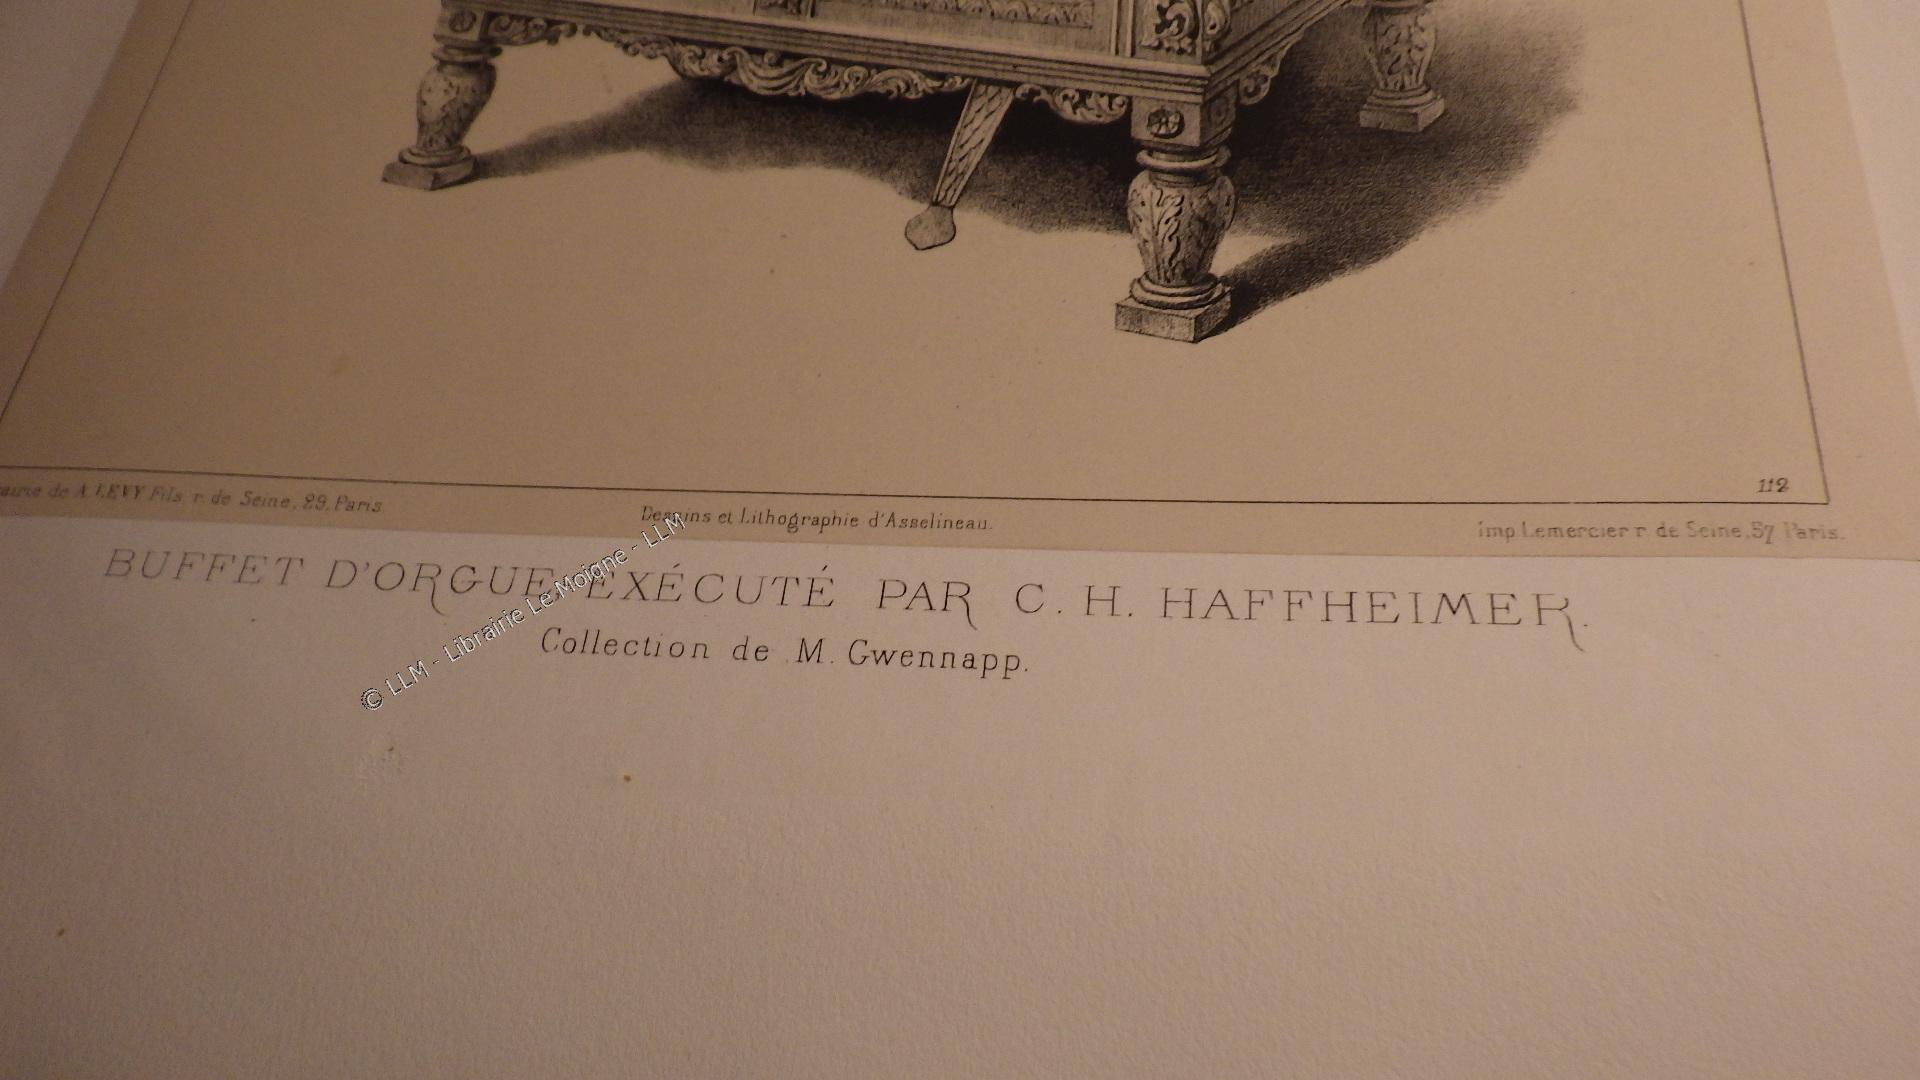 112
de A. LEVY Fils r. de Seine, 29, Paris.
Dessins et Lithographie d'Asselineau.
Imp. Lemercier r. de Seine, 57 Paris.
BUFFET D'ORGUE EXÉCUTÉ PAR C. H. HAFFHEIMER.
Collection de M. Gwennapp.
© LLM - Librairie Le Moigne - LLM